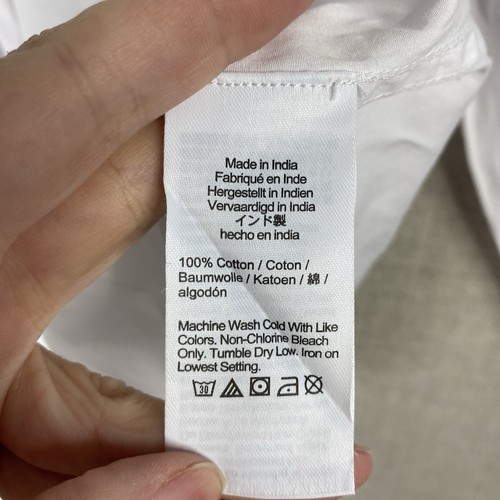 Made in India
Fabriqué en Inde
Hergestellt in Indien
Vervaardigd in India
インド製
hecho en india
100% Cotton / Coton /
Baumwolle / Katoen / 綿 /
algodón
Machine Wash Cold With Like
Colors. Non-Chlorine Bleach
Only. Tumble Dry Low. Iron on
Lowest Setting.
30